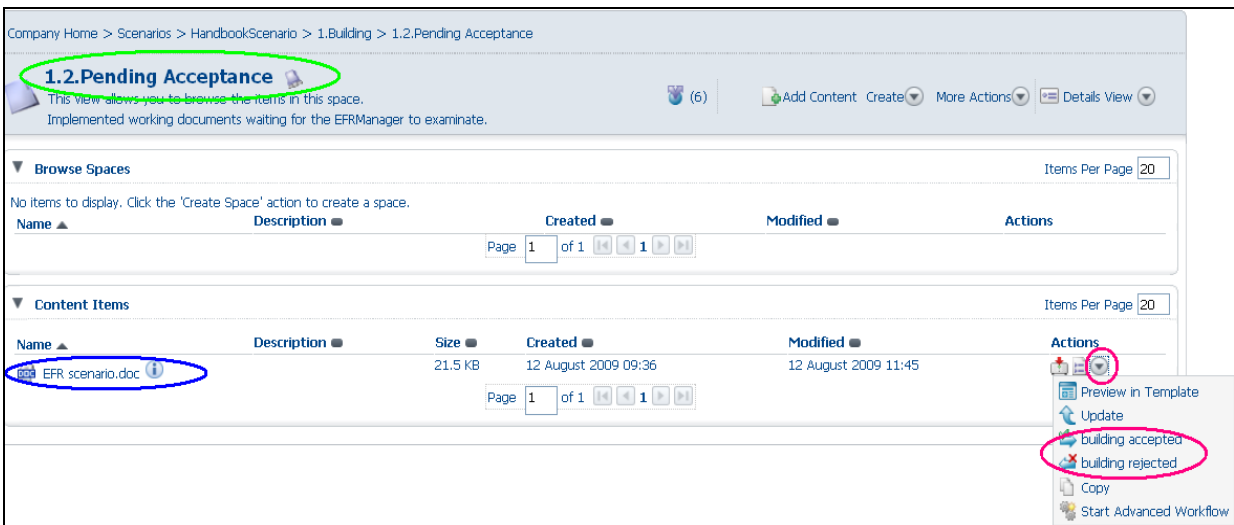 Company Home > Scenarios > HandbookScenario > 1.Building > 1.2.Pending Acceptance
1.2.Pending Acceptance
This view allows you to browse the items in this space.
Implemented working documents waiting for the EFRManager to examinate.
(6) Add Content Create More Actions Details View
Browse Spaces Items Per Page 20
No items to display. Click the 'Create Space' action to create a space.
Name Description Created Modified Actions
Page 1 of 1 1
Content Items Items Per Page 20
Name Description Size Created Modified Actions
EFR scenario.doc 21.5 KB 12 August 2009 09:36 12 August 2009 11:45
Page 1 of 1 1
Preview in Template
Update
building accepted
building rejected
Copy
Start Advanced Workflow